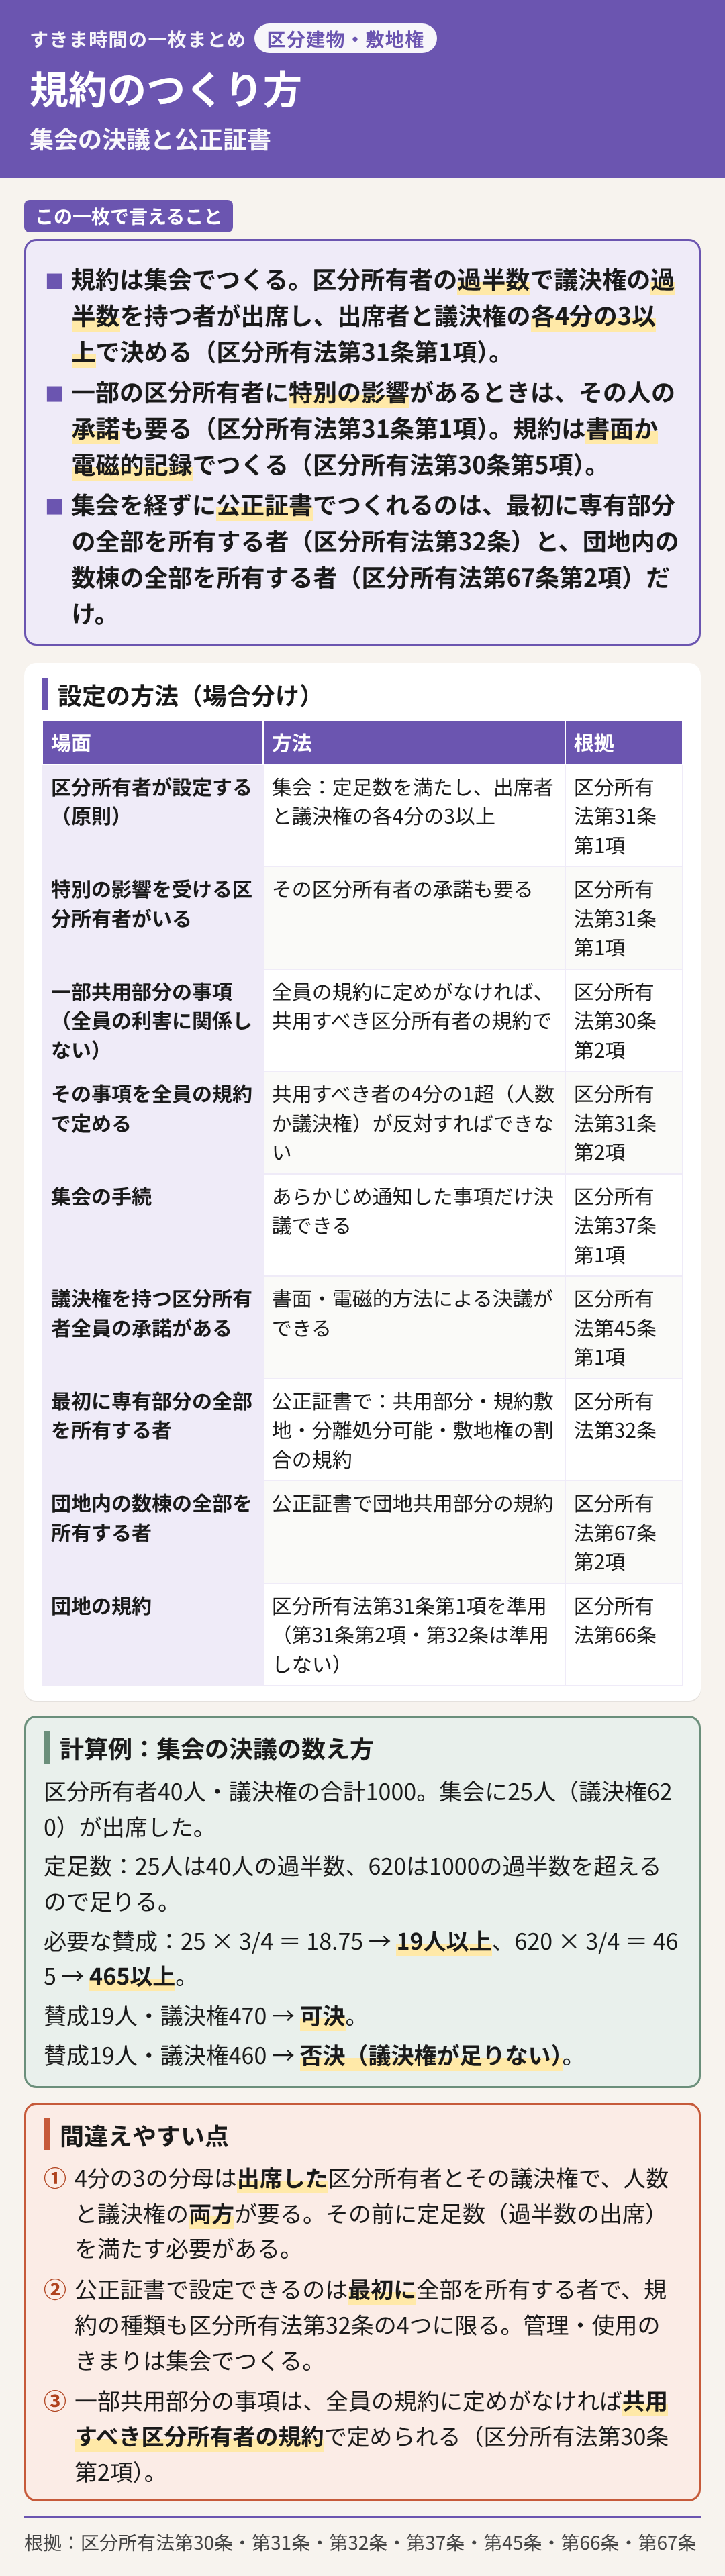 すきま時間の一枚まとめ 区分建物・敷地権
規約のつくり方
集会の決議と公正証書
この一枚で言えること
■ 規約は集会でつくる。区分所有者の過半数で議決権の過
半数を持つ者が出席し、出席者と議決権の各4分の3以
上で決める（区分所有法第31条第1項）。
■ 一部の区分所有者に特別の影響があるときは、その人の
承諾も要る（区分所有法第31条第1項）。規約は書面か
電磁的記録でつくる（区分所有法第30条第5項）。
■ 集会を経ずに公正証書でつくれるのは、最初に専有部分
の全部を所有する者（区分所有法第32条）と、団地内の
数棟の全部を所有する者（区分所有法第67条第2項）だ
け。
設定の方法（場合分け）
場面 方法 根拠
区分所有者が設定する 集会：定足数を満たし、出席者 区分所有
（原則） と議決権の各4分の3以上 法第31条
第1項
特別の影響を受ける区 その区分所有者の承諾も要る 区分所有
分所有者がいる 法第31条
第1項
一部共用部分の事項 全員の規約に定めがなければ、 区分所有
（全員の利害に関係し 共用すべき区分所有者の規約で 法第30条
ない） 第2項
その事項を全員の規約 共用すべき者の4分の1超（人数 区分所有
で定める か議決権）が反対すればできな 法第31条
い 第2項
集会の手続 あらかじめ通知した事項だけ決 区分所有
議できる 法第37条
第1項
議決権を持つ区分所有 書面・電磁的方法による決議が 区分所有
者全員の承諾がある できる 法第45条
第1項
最初に専有部分の全部 公正証書で：共用部分・規約敷 区分所有
を所有する者 地・分離処分可能・敷地権の割 法第32条
合の規約
団地内の数棟の全部を 公正証書で団地共用部分の規約 区分所有
所有する者 法第67条
第2項
団地の規約 区分所有法第31条第1項を準用 区分所有
（第31条第2項・第32条は準用 法第66条
しない）
計算例：集会の決議の数え方
区分所有者40人・議決権の合計1000。集会に25人（議決権62
0）が出席した。
定足数：25人は40人の過半数、620は1000の過半数を超える
ので足りる。
必要な賛成：25 × 3/4 ＝ 18.75 → 19人以上、620 × 3/4 ＝ 46
5 → 465以上。
賛成19人・議決権470 → 可決。
賛成19人・議決権460 → 否決（議決権が足りない）。
間違えやすい点
① 4分の3の分母は出席した区分所有者とその議決権で、人数
と議決権の両方が要る。その前に定足数（過半数の出席）
を満たす必要がある。
② 公正証書で設定できるのは最初に全部を所有する者で、規
約の種類も区分所有法第32条の4つに限る。管理・使用の
きまりは集会でつくる。
③ 一部共用部分の事項は、全員の規約に定めがなければ共用
すべき区分所有者の規約で定められる（区分所有法第30条
第2項）。
根拠：区分所有法第30条・第31条・第32条・第37条・第45条・第66条・第67条